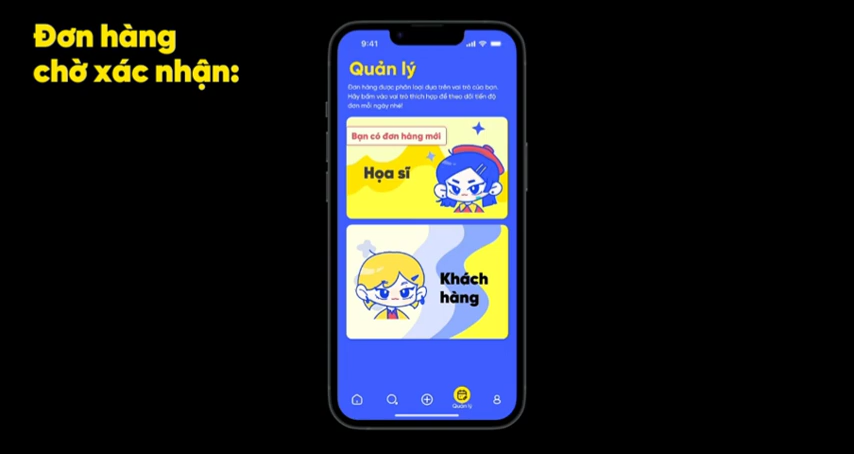 Đơn hàng
chờ xác nhận:
9:41
Quản lý
Đơn hàng được phân loại dựa trên vai trò của bạn.
Hãy bấm vào vai trò thích hợp để theo dõi tiến độ
đơn mỗi ngày nhé!
Bạn có đơn hàng mới
Họa sĩ
Khách
hàng
Quản lý